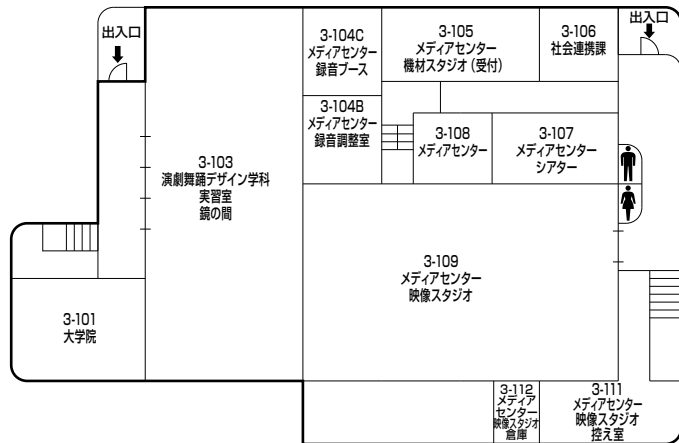 出入口
3-104C
メディアセンター
録音ブース
3-105
メディアセンター
機材スタジオ（受付）
3-106
社会連携課
出入口
3-104B
メディアセンター
録音調整室
3-108
メディアセンター
3-107
メディアセンター
シアター
3-103
演劇舞踊デザイン学科
実習室
鏡の間
3-109
メディアセンター
映像スタジオ
3-101
大学院
3-112
メディア
センター
映像スタジオ
倉庫
3-111
メディアセンター
映像スタジオ
控え室